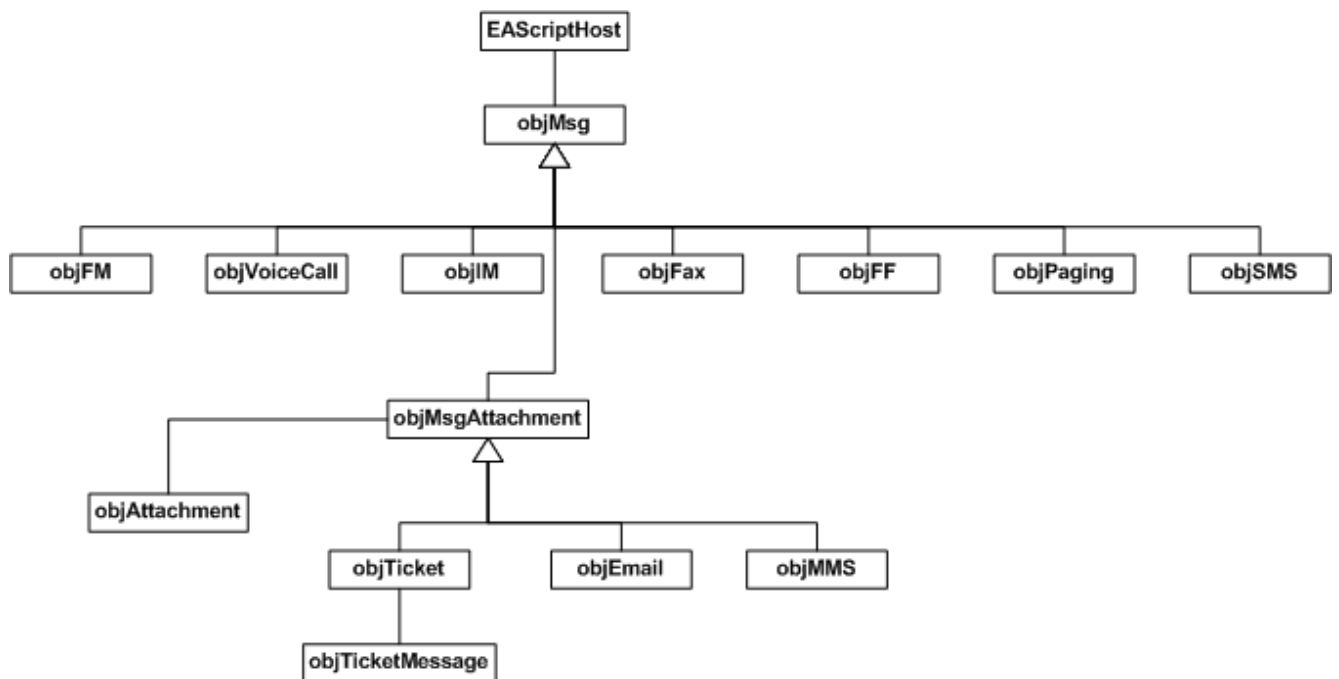 EAScriptHost
objMsg
objFM
objVoiceCall
objIM
objFax
objFF
objPaging
objSMS
objMsgAttachment
objAttachment
objTicket
objEmail
objMMS
objTicketMessage